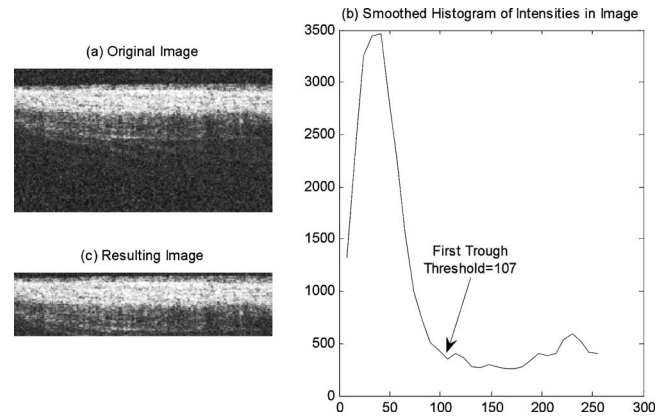 (a) Original Image
(c) Resulting Image
(b) Smoothed Histogram of Intensities in Image
3500
3000
2500
2000
1500
1000
500
0
First Trough
Threshold=107
0 50 100 150 200 250 300